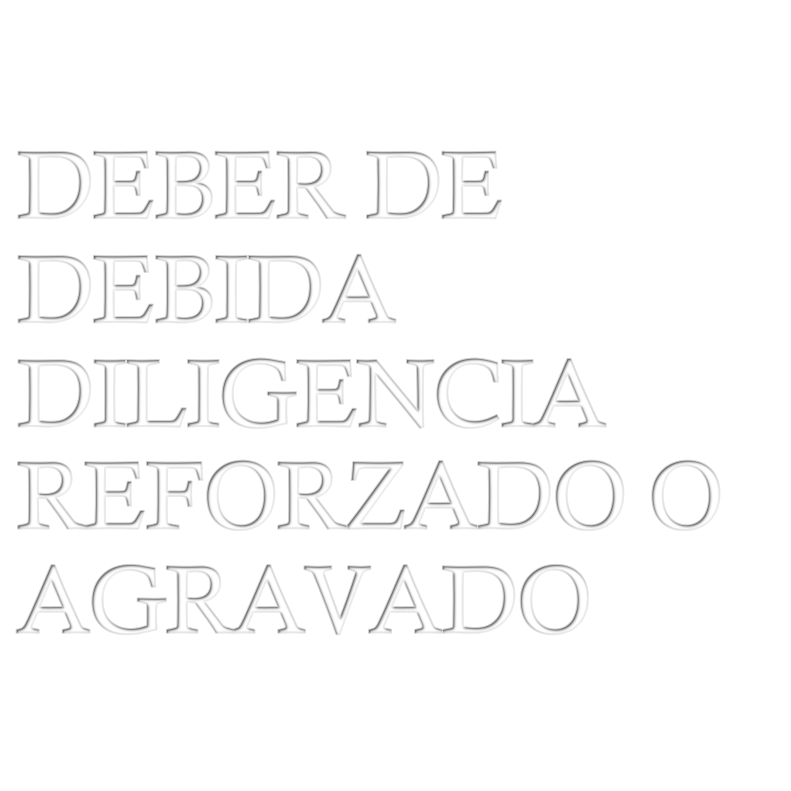 DEBER DE
DEBIDA
DILIGENCIA
REFORZADO O
AGRAVADO